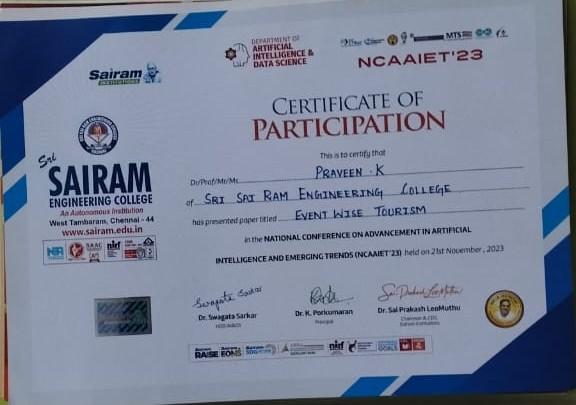 Sairam
INSTITUTIONS
DEPARTMENT OF
ARTIFICIAL
INTELLIGENCE &
DATA SCIENCE
MTS
NCAAIET'23
CERTIFICATE OF
PARTICIPATION
This is to certify that
Dr/Prof/Mr/Ms PRAVEEN .K
of SRI SAI RAM ENGINEERING COLLEGE
has presented paper titled EVENT WISE TOURISM
in the NATIONAL CONFERENCE ON ADVANCEMENT IN ARTIFICIAL
INTELLIGENCE AND EMERGING TRENDS (NCAAIET'23) held on 21st November, 2023
Sri
SAIRAM
ENGINEERING COLLEGE
An Autonomous Institution
West Tambaram, Chennai - 44
www.sairam.edu.in
NBA
NAAC
nirf
Swagata Sarkar
Sai Prakash LeoMuthu
Dr. Swagata Sarkar
HOD/AI&DS
Dr. K. Porkumaran
Principal
Dr. Sai Prakash LeoMuthu
Chairman & CEO,
Sairam Institutions
RAISE
EOMS
SDG
nirf